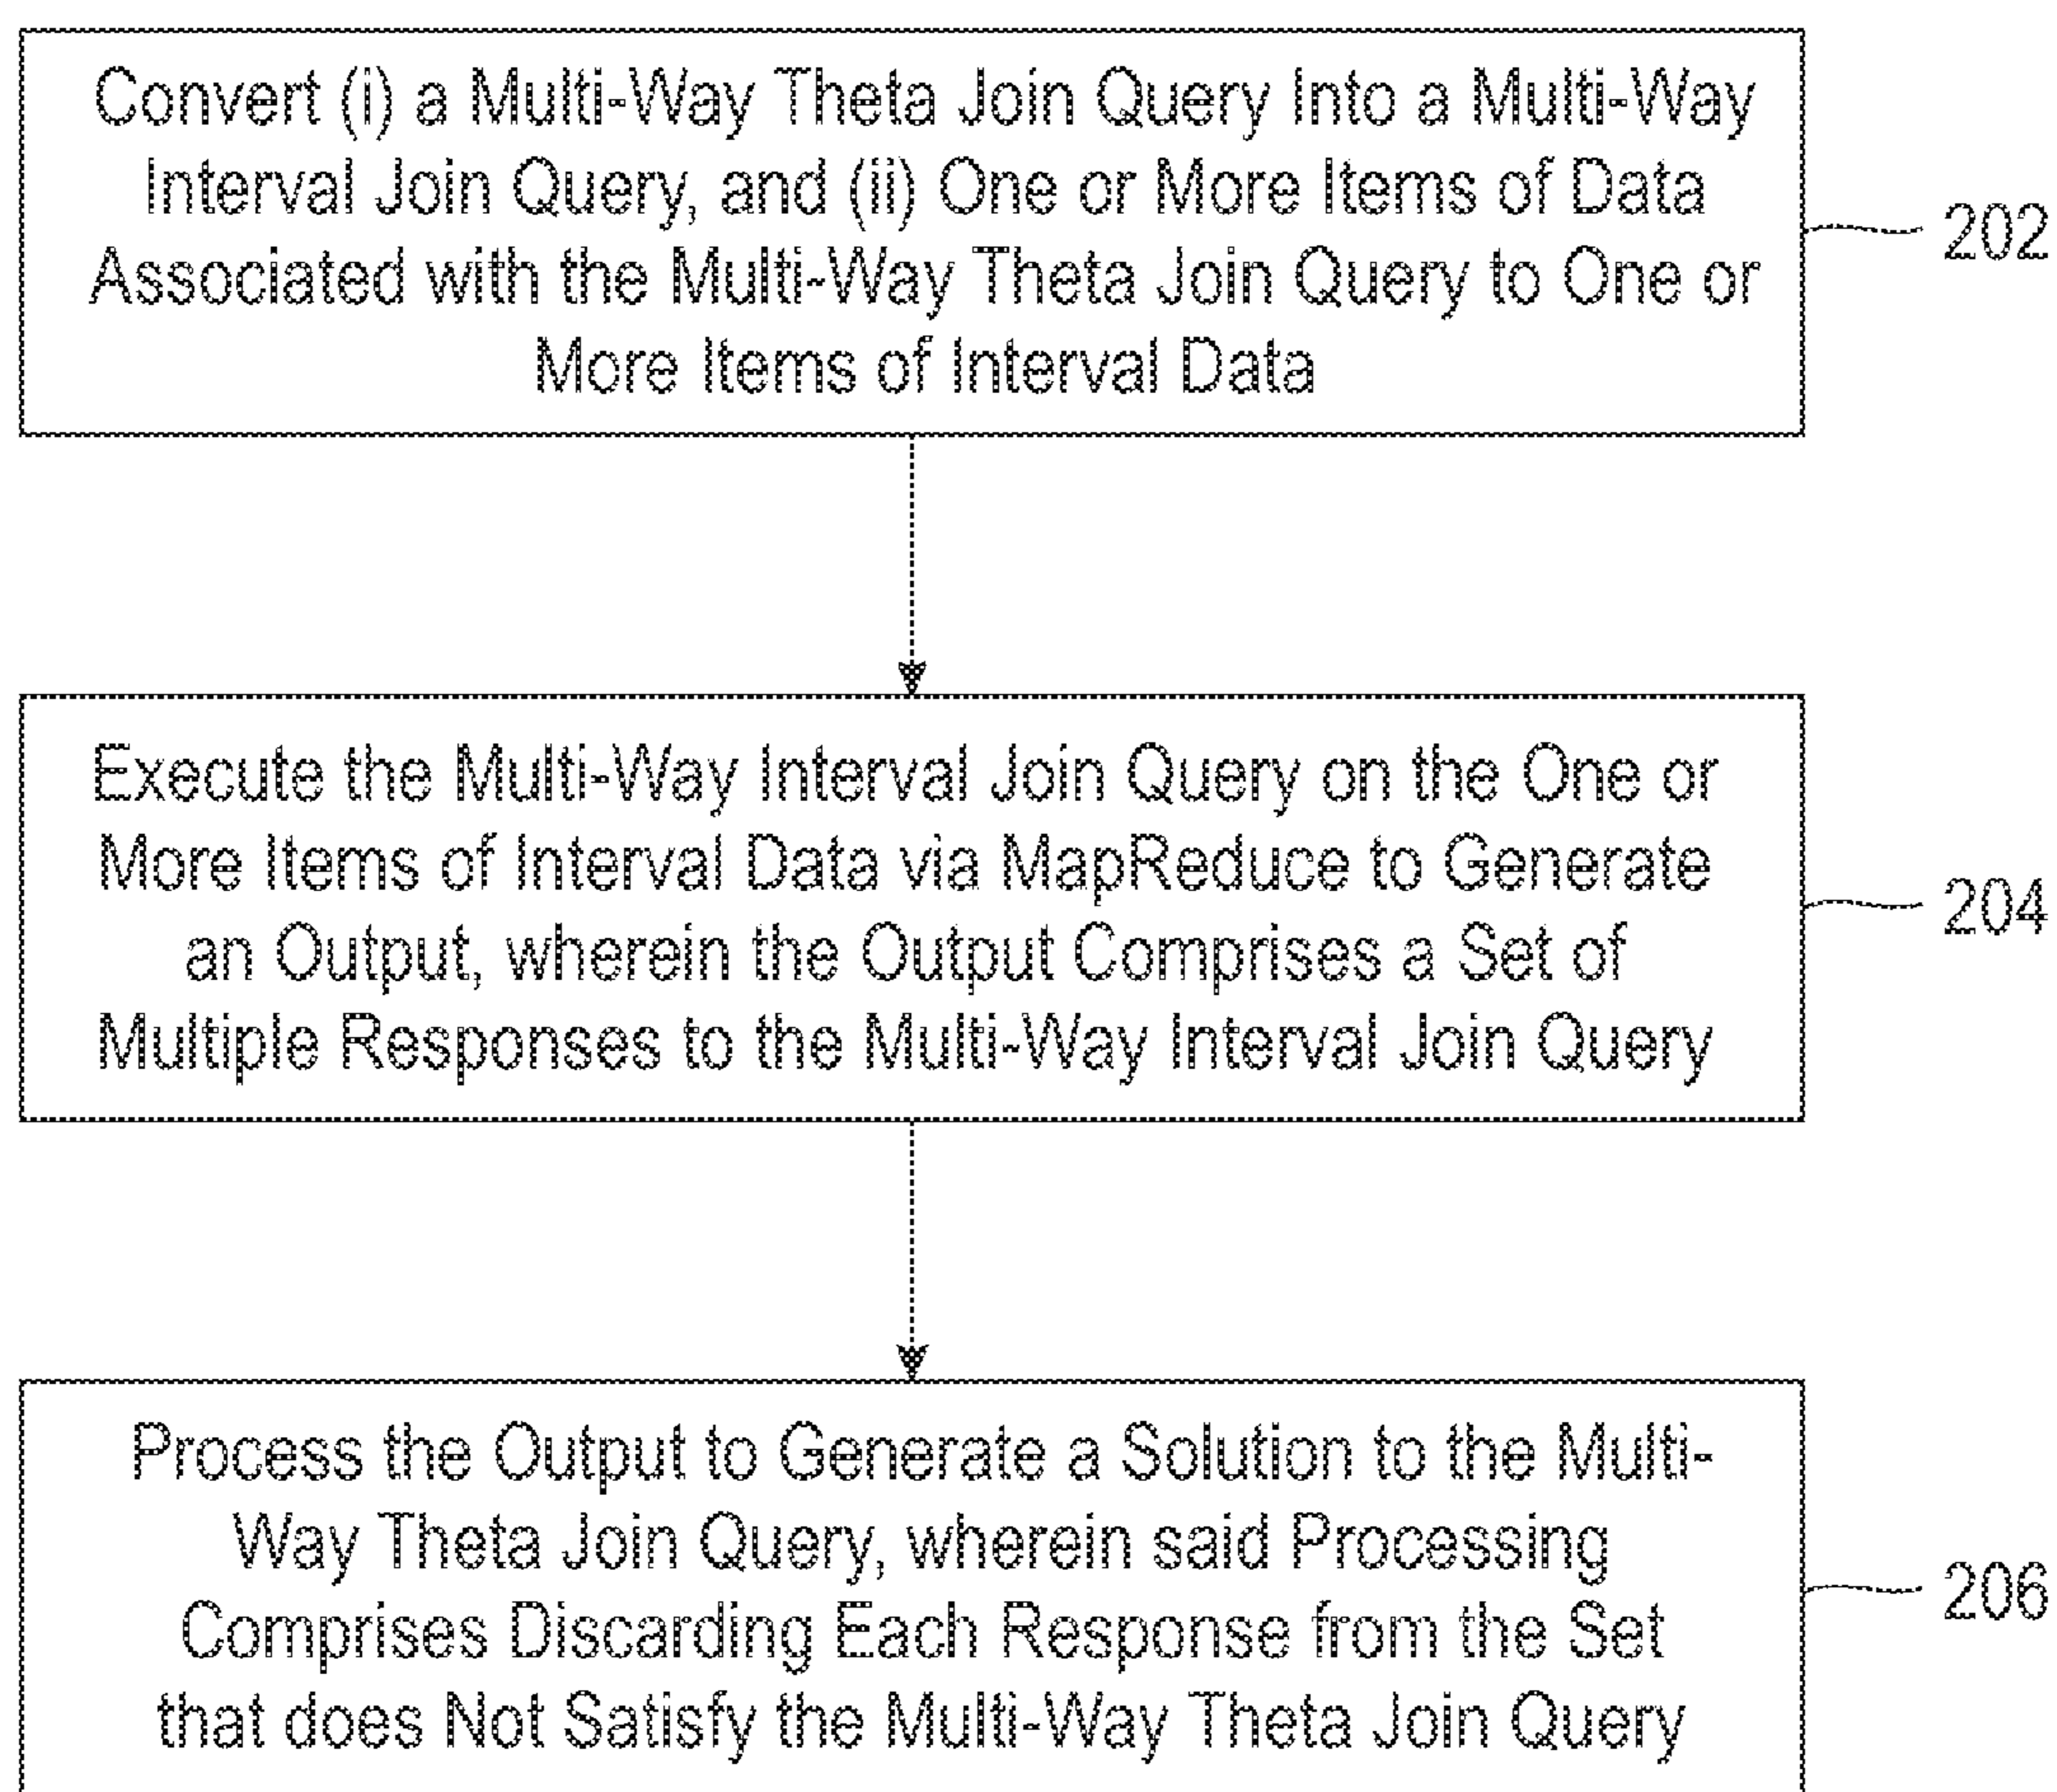 Convert (i) a Multi-Way Theta Join Query Into a Multi-Way
Interval Join Query, and (ii) One or More Items of Data
Associated with the Multi-Way Theta Join Query to One or
More Items of Interval Data
202
Execute the Multi-Way Interval Join Query on the One or
More Items of Interval Data via MapReduce to Generate
an Output, wherein the Output Comprises a Set of
Multiple Responses to the Multi-Way Interval Join Query
204
Process the Output to Generate a Solution to the Multi-
Way Theta Join Query, wherein said Processing
Comprises Discarding Each Response from the Set
that does Not Satisfy the Multi-Way Theta Join Query
206